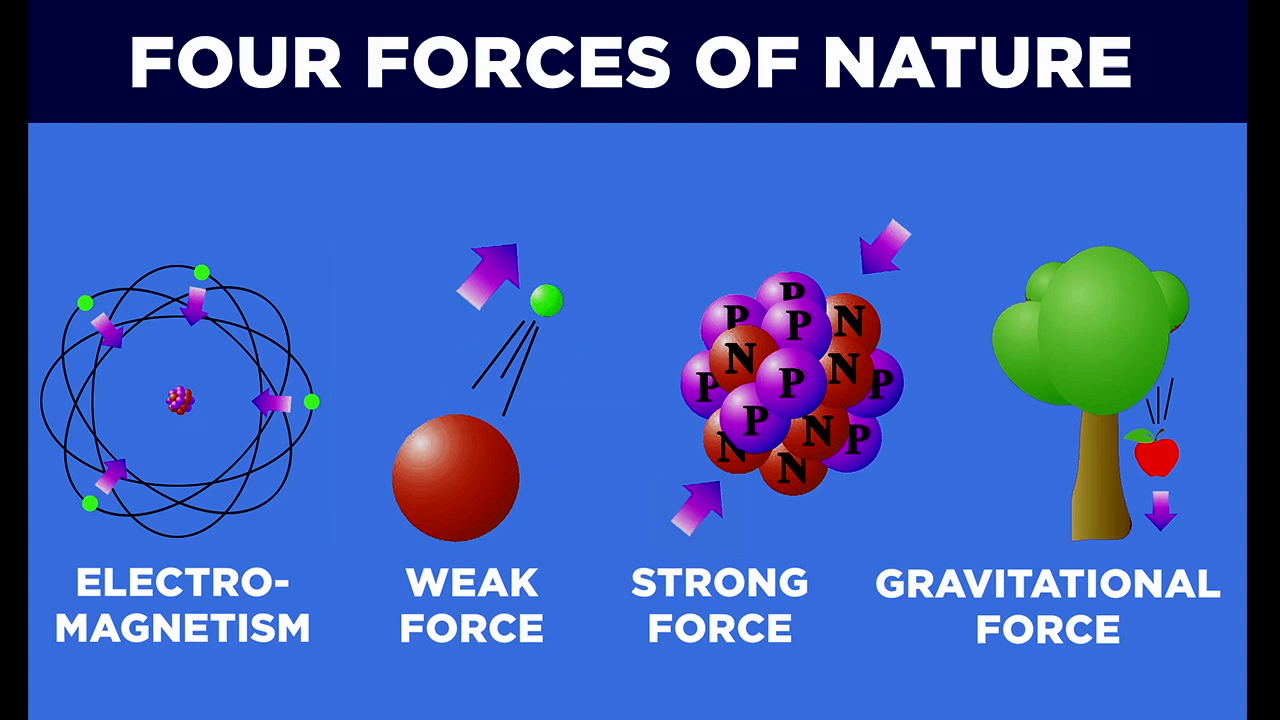 FOUR FORCES OF NATURE
P
P
P
N
N
N
P
P
P
P
N
P
N
N
ELECTRO-
MAGNETISM
WEAK
FORCE
STRONG
FORCE
GRAVITATIONAL
FORCE